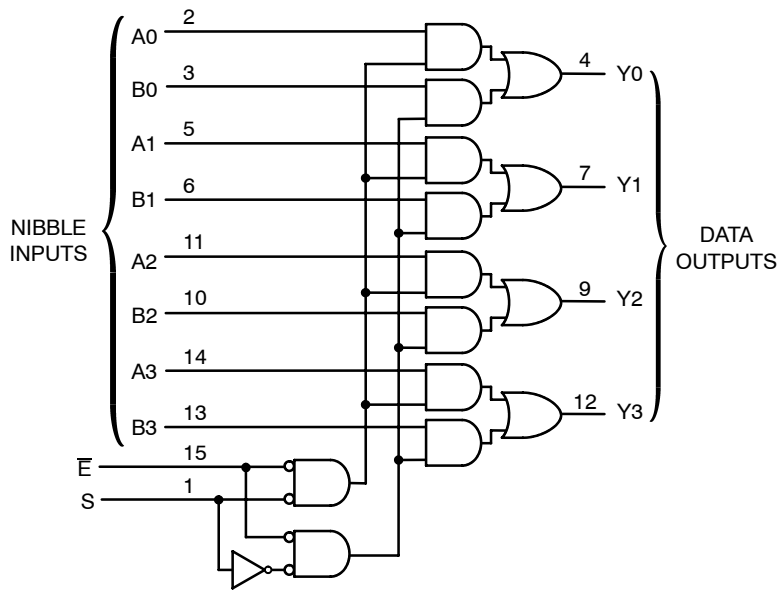 A0 2
B0 3
A1 5
B1 6
A2 11
B2 10
A3 14
B3 13
E̅ 15
S 1
NIBBLE
INPUTS
4 Y0
7 Y1
9 Y2
12 Y3
DATA
OUTPUTS